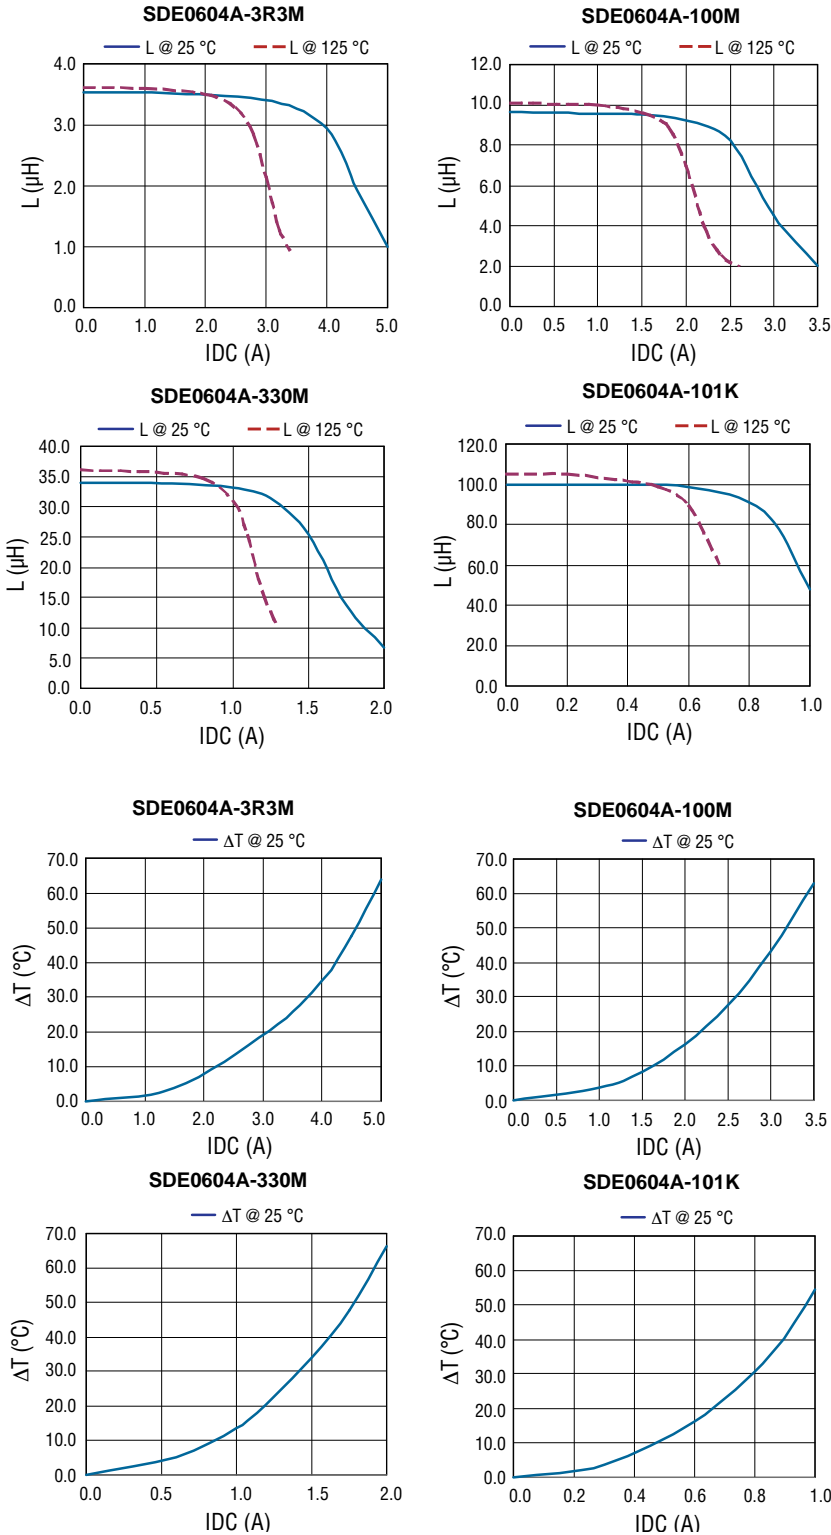 SDE0604A-3R3M
L @ 25 °C
L @ 125 °C
4.0
3.0
2.0
1.0
0.0
L (µH)
0.0 1.0 2.0 3.0 4.0 5.0
IDC (A)
SDE0604A-100M
L @ 25 °C
L @ 125 °C
12.0
10.0
8.0
6.0
4.0
2.0
0.0
L (µH)
0.0 0.5 1.0 1.5 2.0 2.5 3.0 3.5
IDC (A)
SDE0604A-330M
L @ 25 °C
L @ 125 °C
40.0
35.0
30.0
25.0
20.0
15.0
10.0
5.0
0.0
L (µH)
0.0 0.5 1.0 1.5 2.0
IDC (A)
SDE0604A-101K
L @ 25 °C
L @ 125 °C
120.0
100.0
80.0
60.0
40.0
20.0
0.0
L (µH)
0.0 0.2 0.4 0.6 0.8 1.0
IDC (A)
SDE0604A-3R3M
ΔT @ 25 °C
70.0
60.0
50.0
40.0
30.0
20.0
10.0
0.0
ΔT (°C)
0.0 1.0 2.0 3.0 4.0 5.0
IDC (A)
SDE0604A-100M
ΔT @ 25 °C
70.0
60.0
50.0
40.0
30.0
20.0
10.0
0.0
ΔT (°C)
0.0 0.5 1.0 1.5 2.0 2.5 3.0 3.5
IDC (A)
SDE0604A-330M
ΔT @ 25 °C
70.0
60.0
50.0
40.0
30.0
20.0
10.0
0.0
ΔT (°C)
0.0 0.5 1.0 1.5 2.0
IDC (A)
SDE0604A-101K
ΔT @ 25 °C
70.0
60.0
50.0
40.0
30.0
20.0
10.0
0.0
ΔT (°C)
0.0 0.2 0.4 0.6 0.8 1.0
IDC (A)